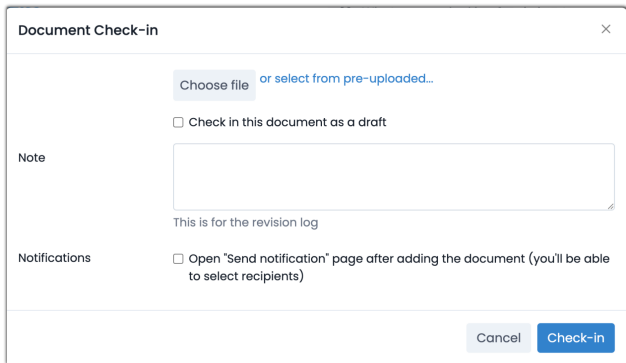 Document Check-in
Choose file or select from pre-uploaded...
Check in this document as a draft
Note
This is for the revision log
Notifications
Open "Send notification" page after adding the document (you'll be able
to select recipients)
Cancel Check-in